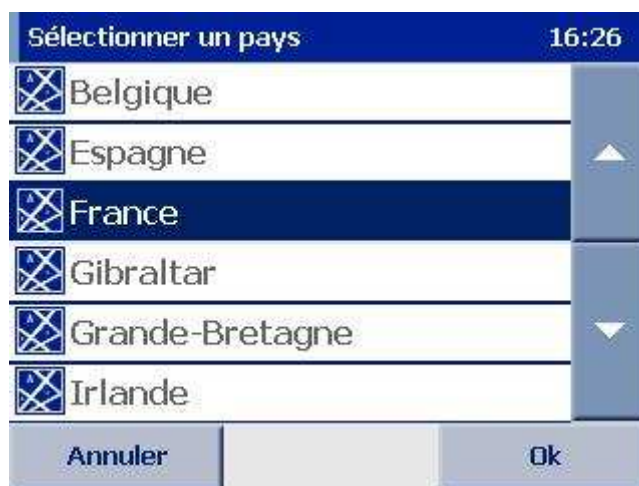 Sélectionner un pays 16:26
Belgique
Espagne
France
Gibraltar
Grande-Bretagne
Irlande
Annuler Ok